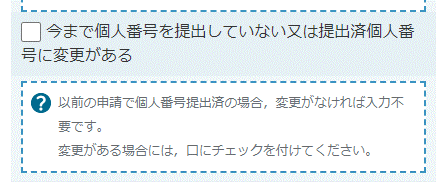 今まで個人番号を提出していない又は提出済個人番
号に変更がある
以前の申請で個人番号提出済の場合，変更がなければ入力不
要です。
変更がある場合には，口にチェックを付けてください。